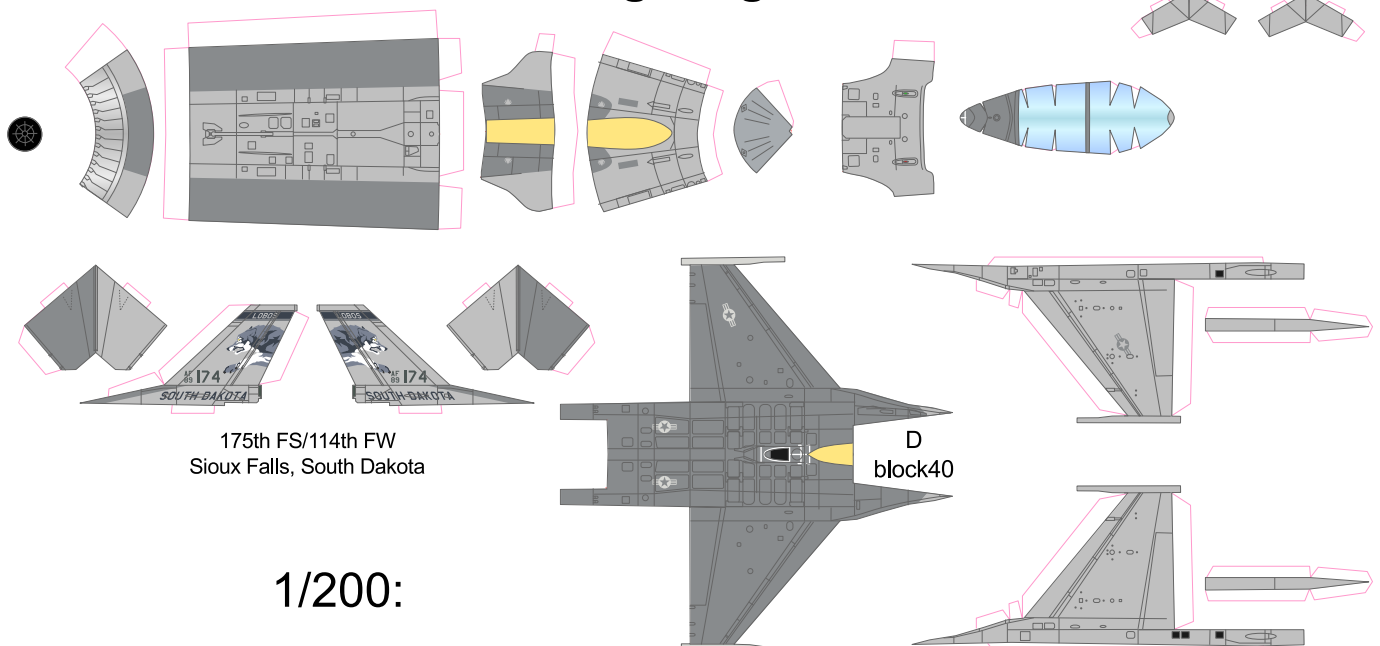 LOBOS
LOBOS
AF
89
174
AF
89
174
SOUTH DAKOTA
SOUTH DAKOTA
175th FS/114th FW
Sioux Falls, South Dakota
D
block40
1/200: